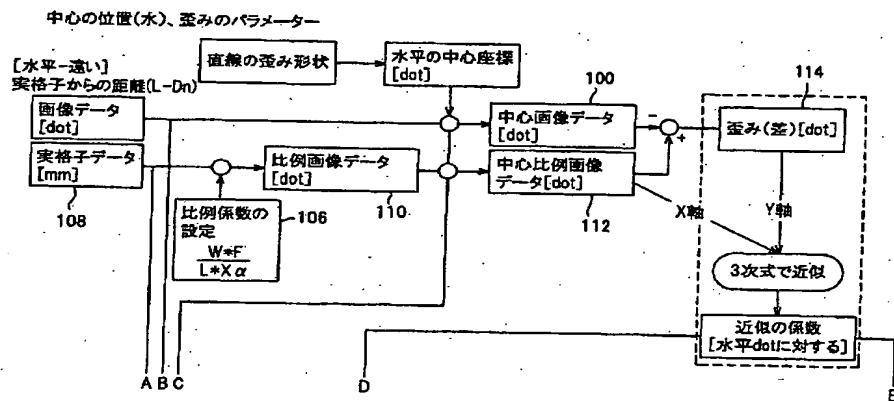 中心の位置(水)、歪みのパラメーター
[水平-遠い]
実格子からの距離(L-Dn)
直線の歪み形状
水平の中心座標
[dot]
画像データ
[dot]
100
中心画像データ
[dot]
-
+
114
歪み(差)[dot]
実格子データ
[mm]
108
比例画像データ
[dot]
110
中心比例画像
データ[dot]
112
比例係数の
設定
W*F
L*Xα
106
X軸
Y軸
3次式で近似
近似の係数
[水平dotに対する]
A B C
D
E